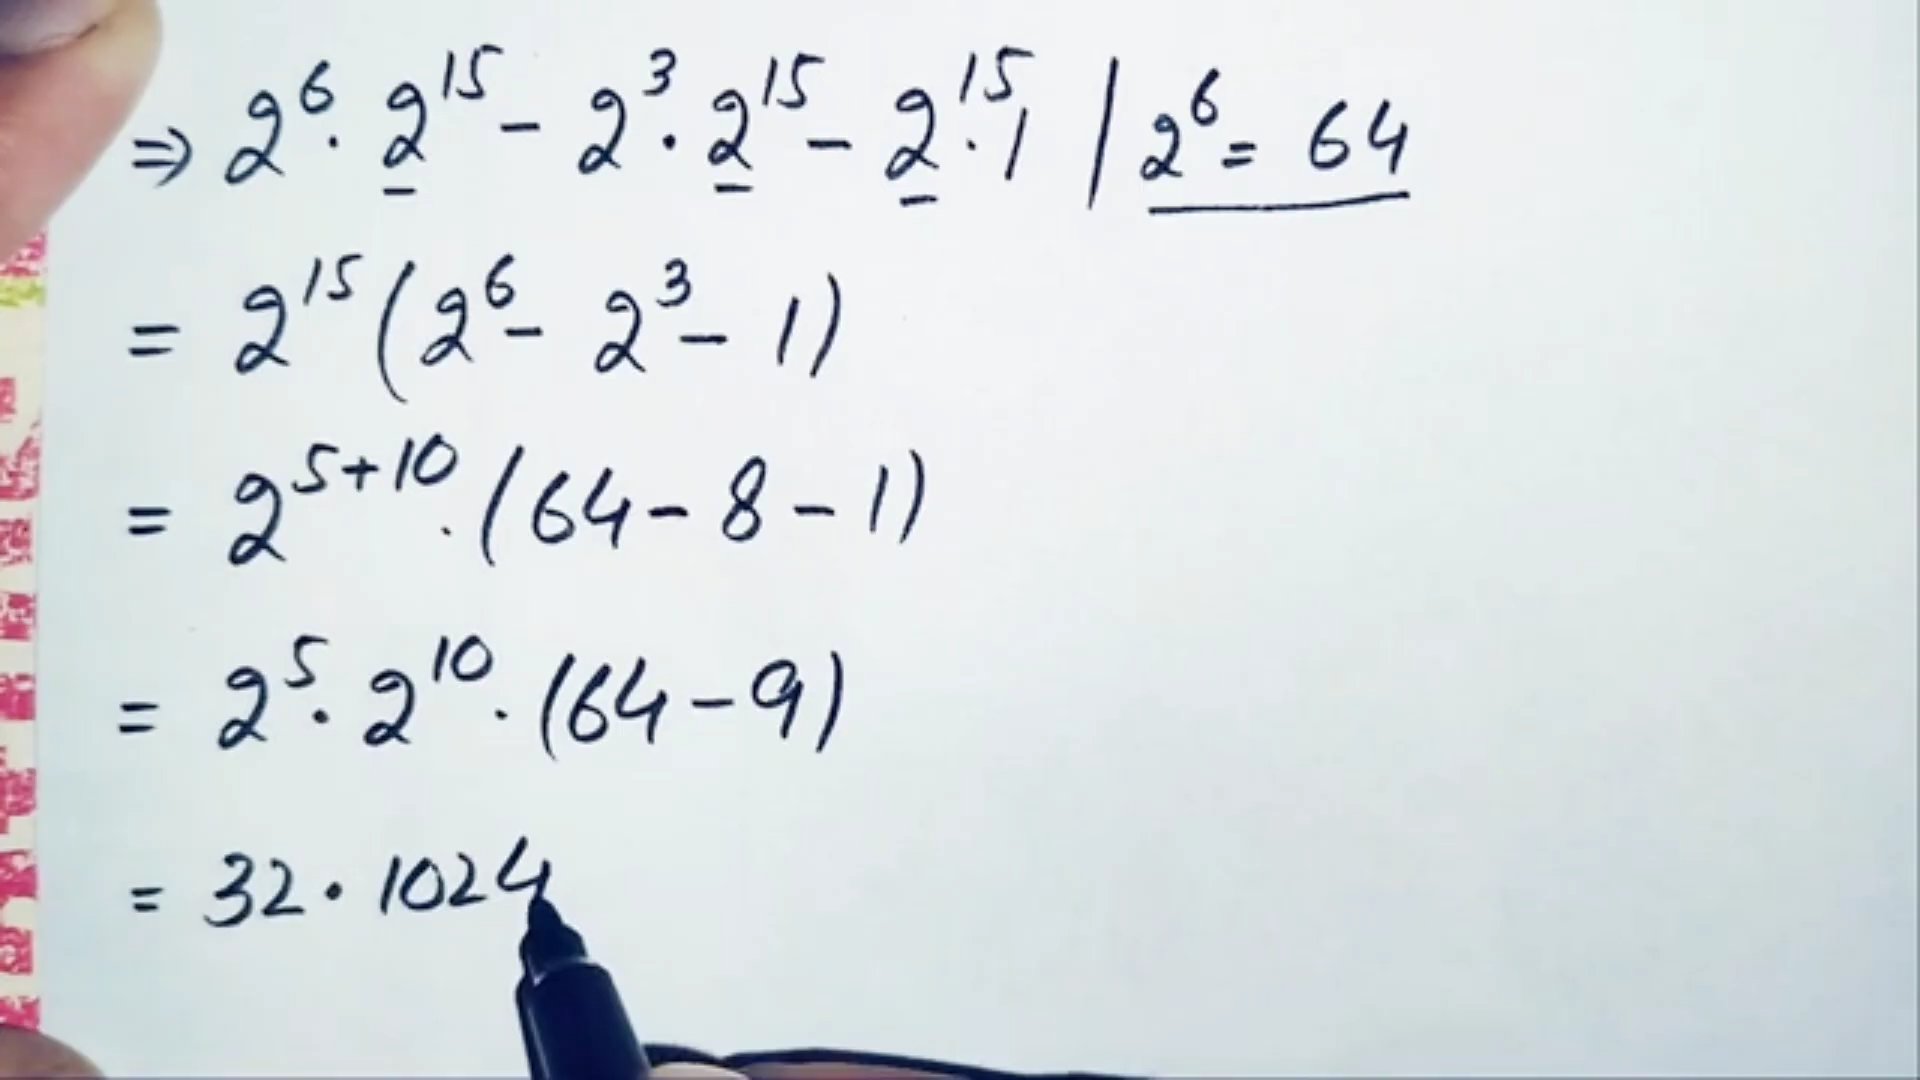 ⇒ 2⁶ · 2¹⁵ - 2³ · 2¹⁵ - 2¹⁵ · 1 | 2⁶ = 64
= 2¹⁵ (2⁶ - 2³ - 1)
= 2⁵⁺¹⁰ · (64 - 8 - 1)
= 2⁵ · 2¹⁰ · (64 - 9)
= 32 · 1024